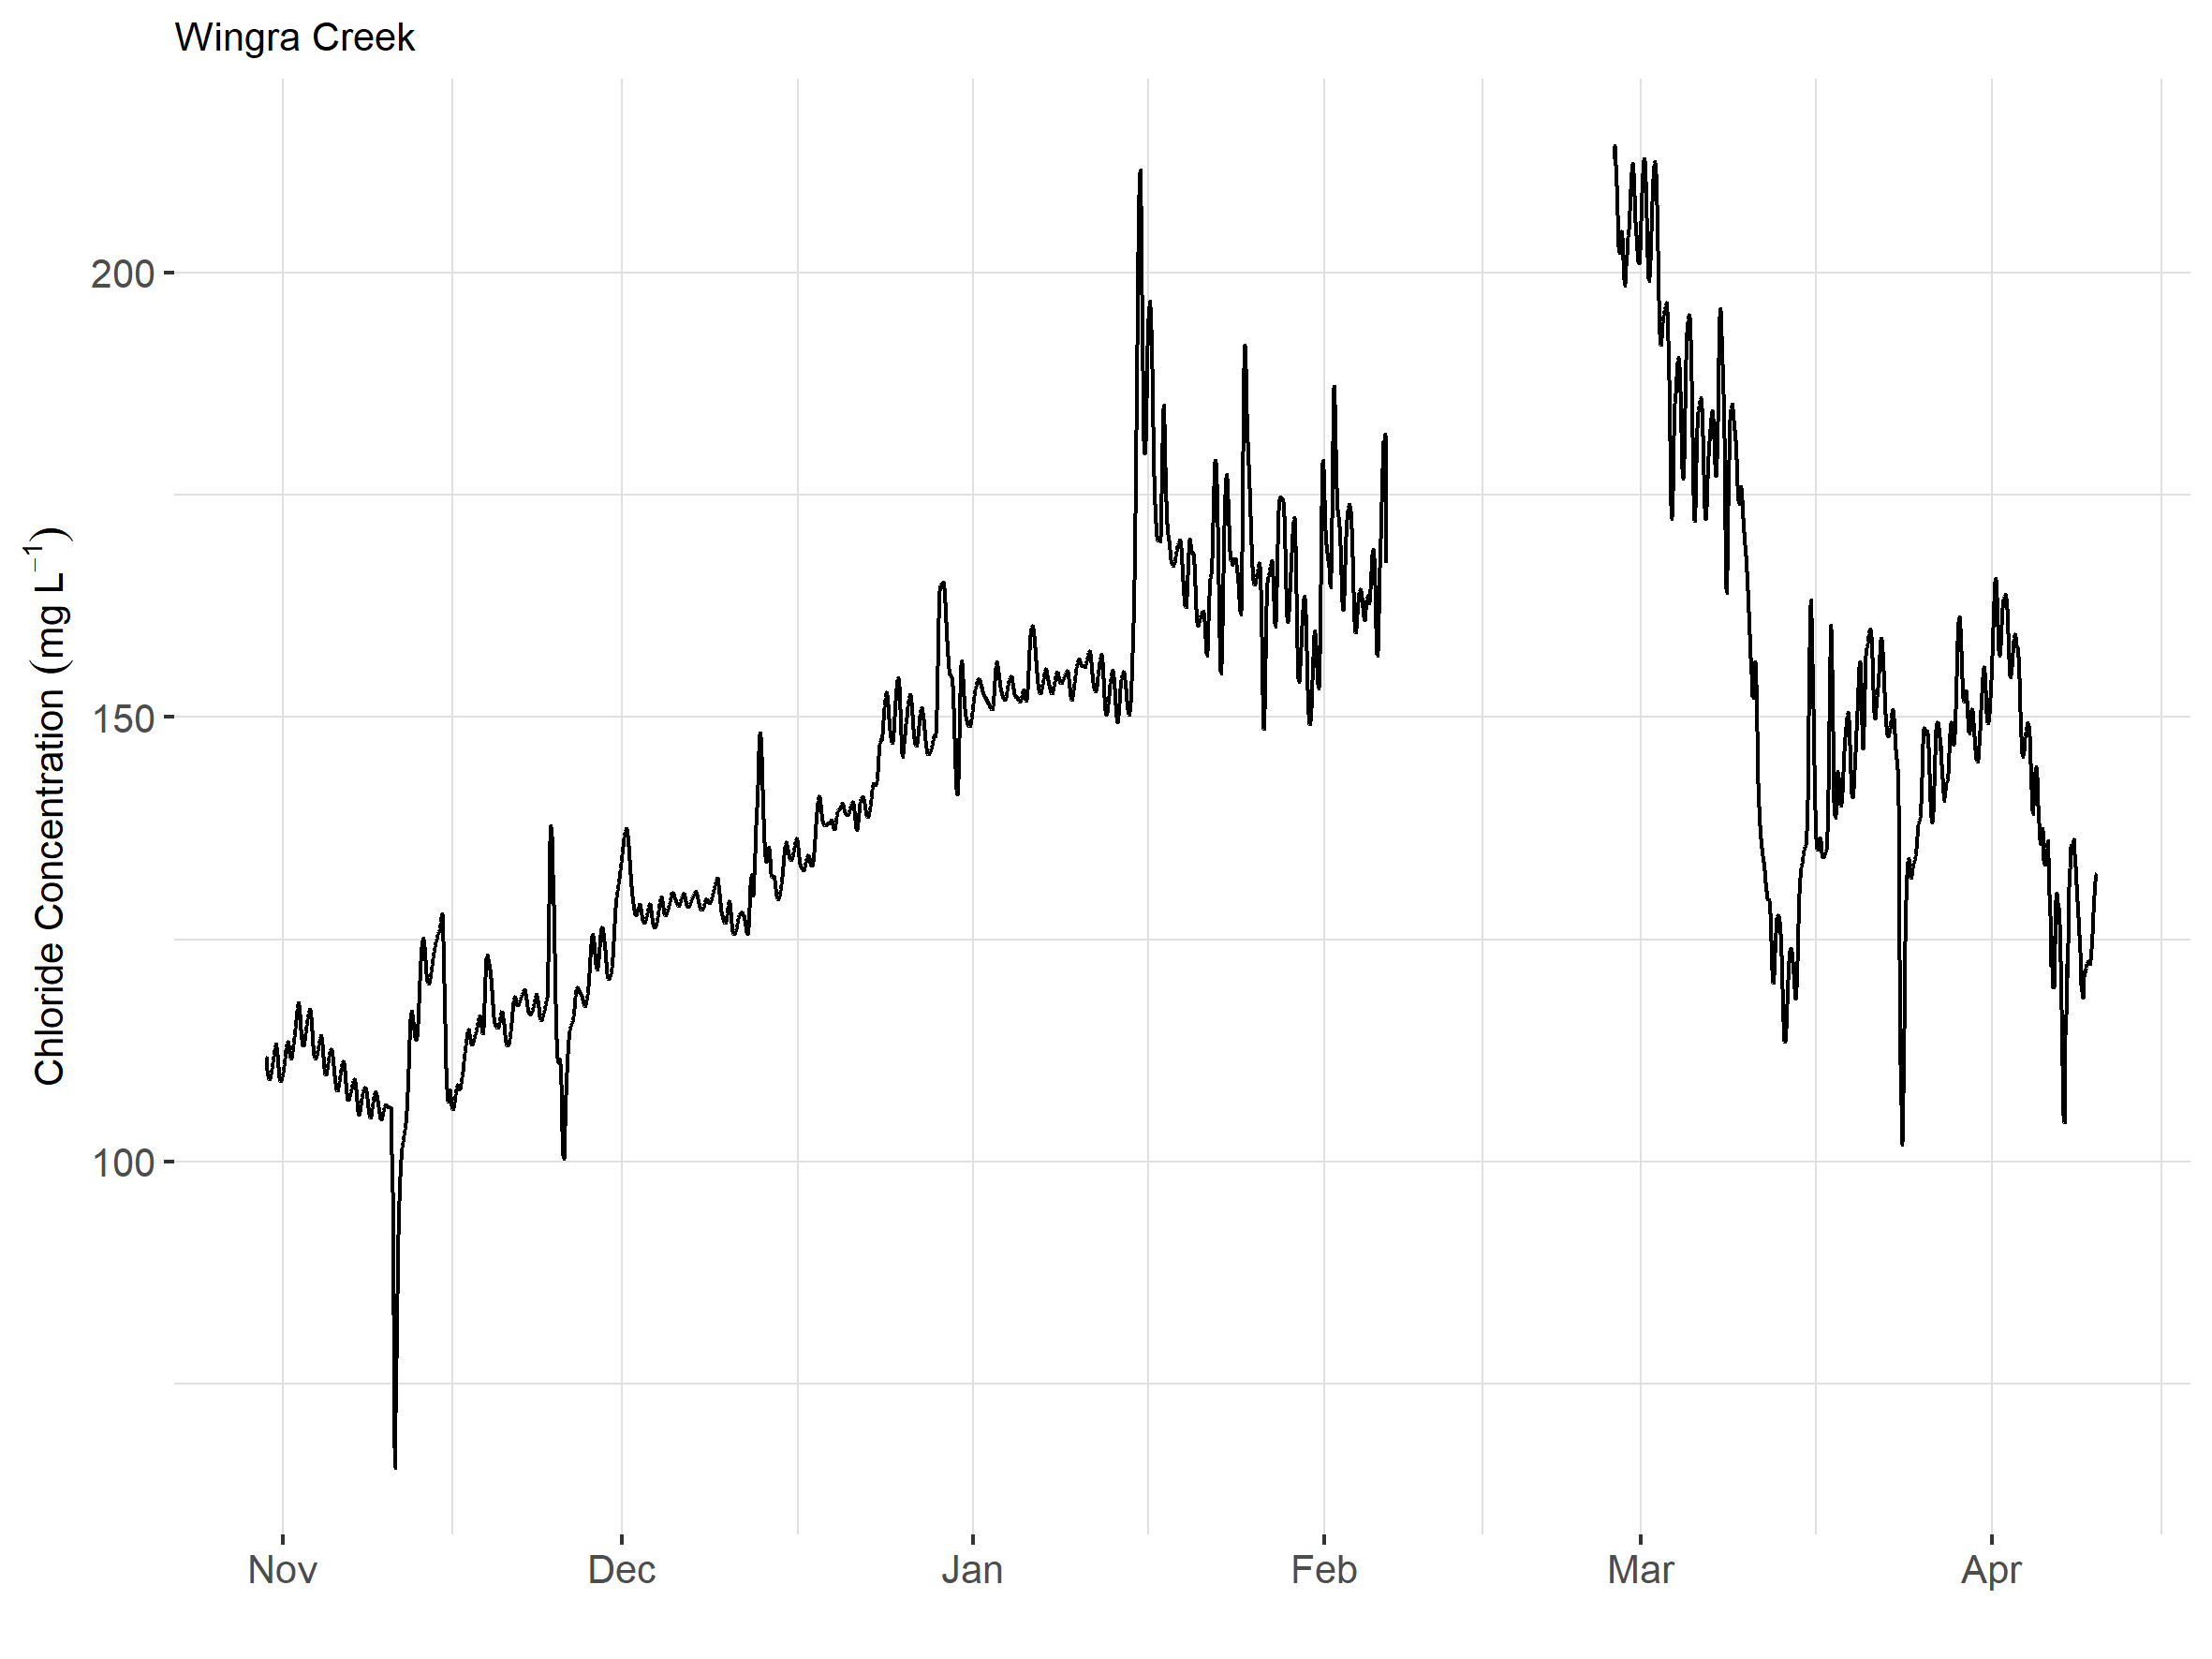 Wingra Creek
Chloride Concentration (mg L⁻¹)
200
150
100
Nov Dec Jan Feb Mar Apr